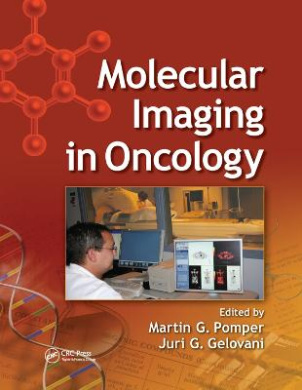 Molecular
Imaging
in Oncology
Edited by
Martin G. Pomper
Juri G. Gelovani
CRC Press